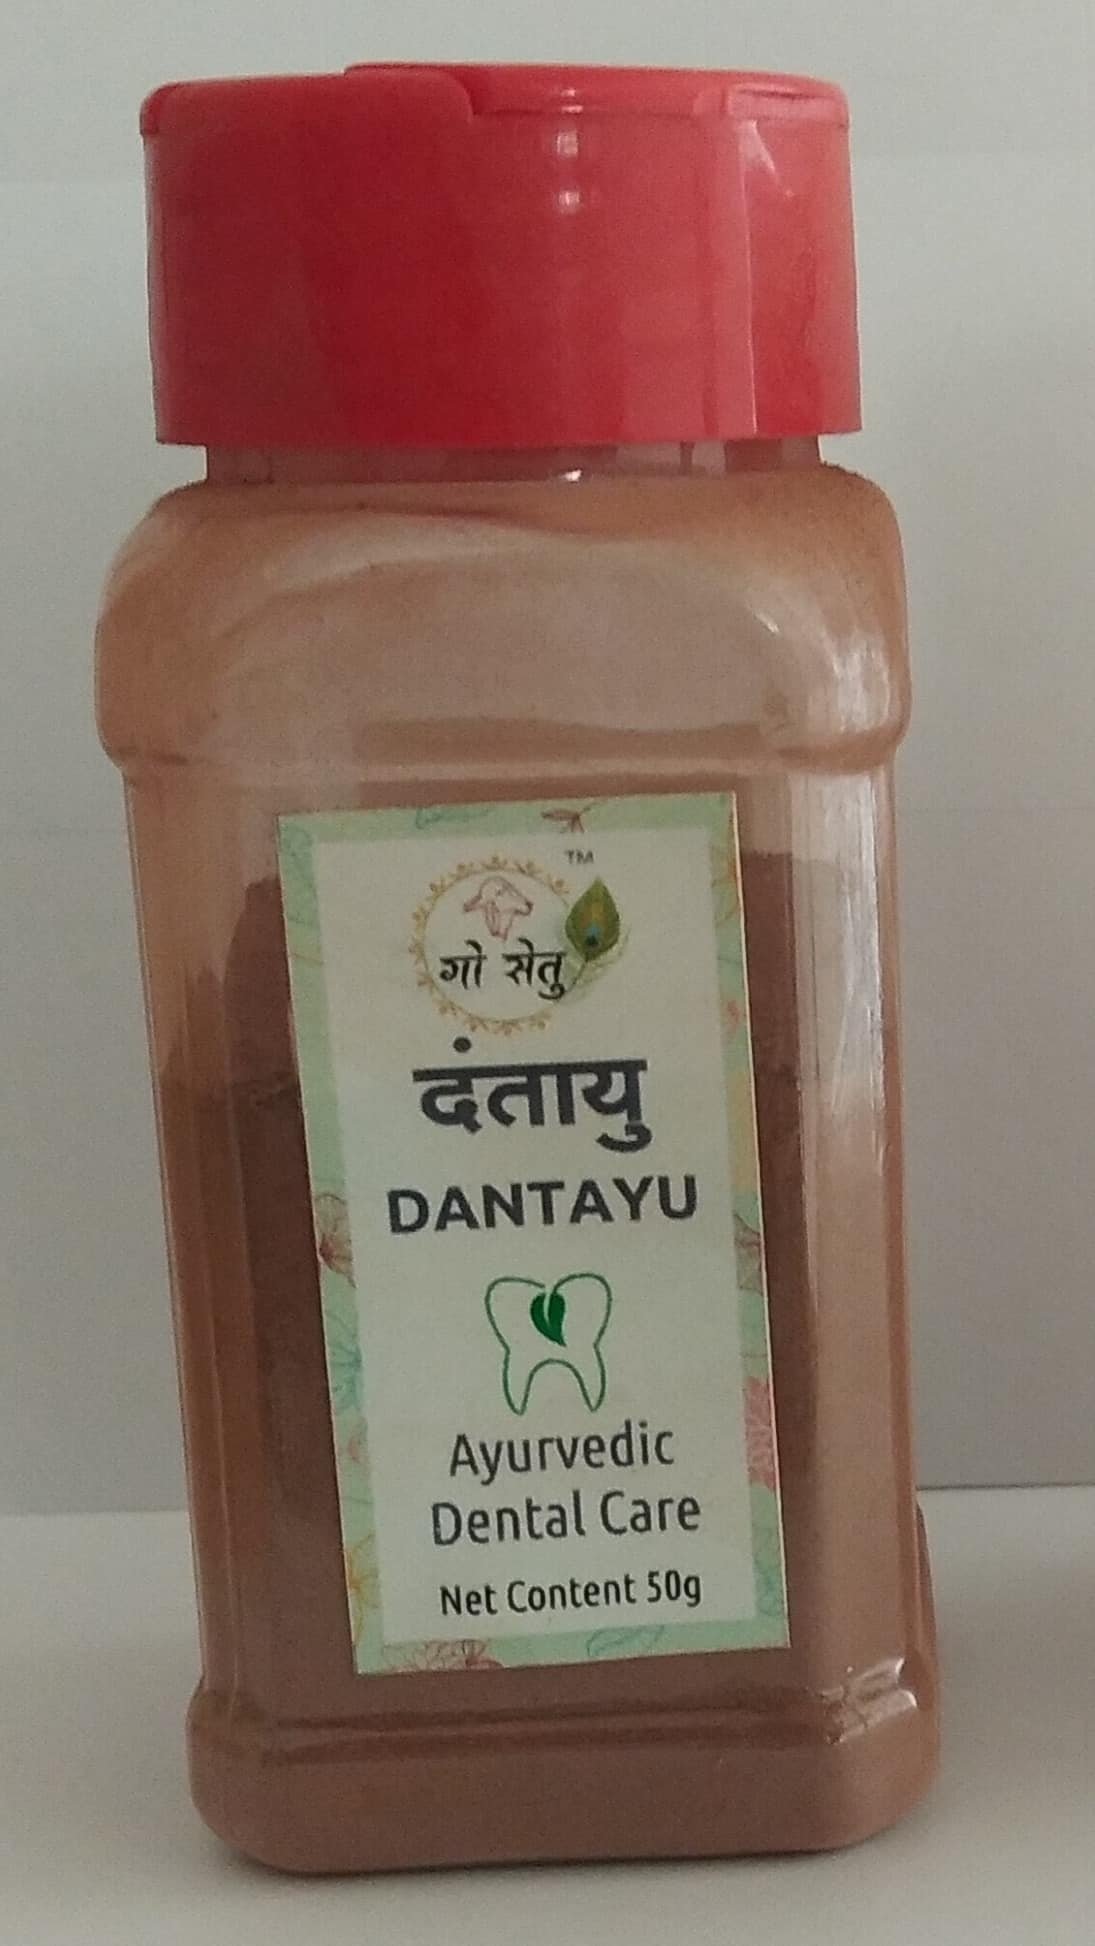 TM
गो सेतु
दंतायु
DANTAYU
Ayurvedic
Dental Care
Net Content 50g